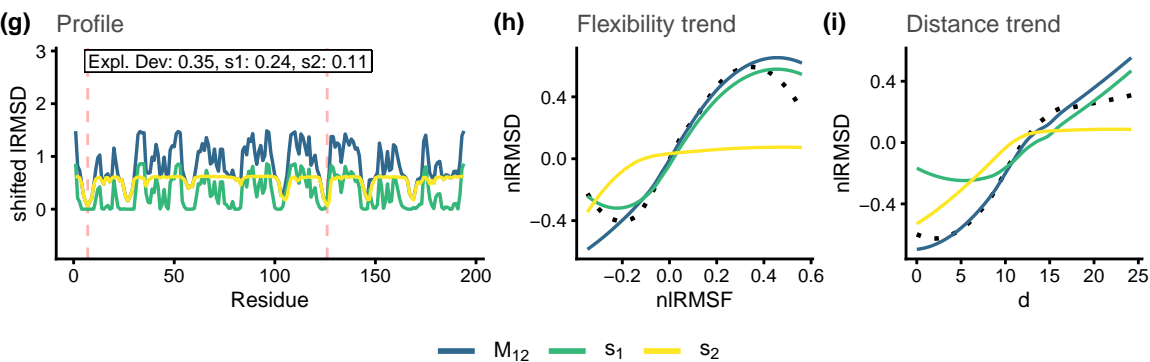 (g) Profile
Expl. Dev: 0.35, s1: 0.24, s2: 0.11
shifted lRMSD
3
2
1
0
0 50 100 150 200
Residue
(h) Flexibility trend
nlRMSD
0.4
0.0
−0.4
−0.2 0.0 0.2 0.4 0.6
nlRMSF
(i) Distance trend
nlRMSD
0.4
0.0
−0.4
0 5 10 15 20 25
d
M12 s1 s2